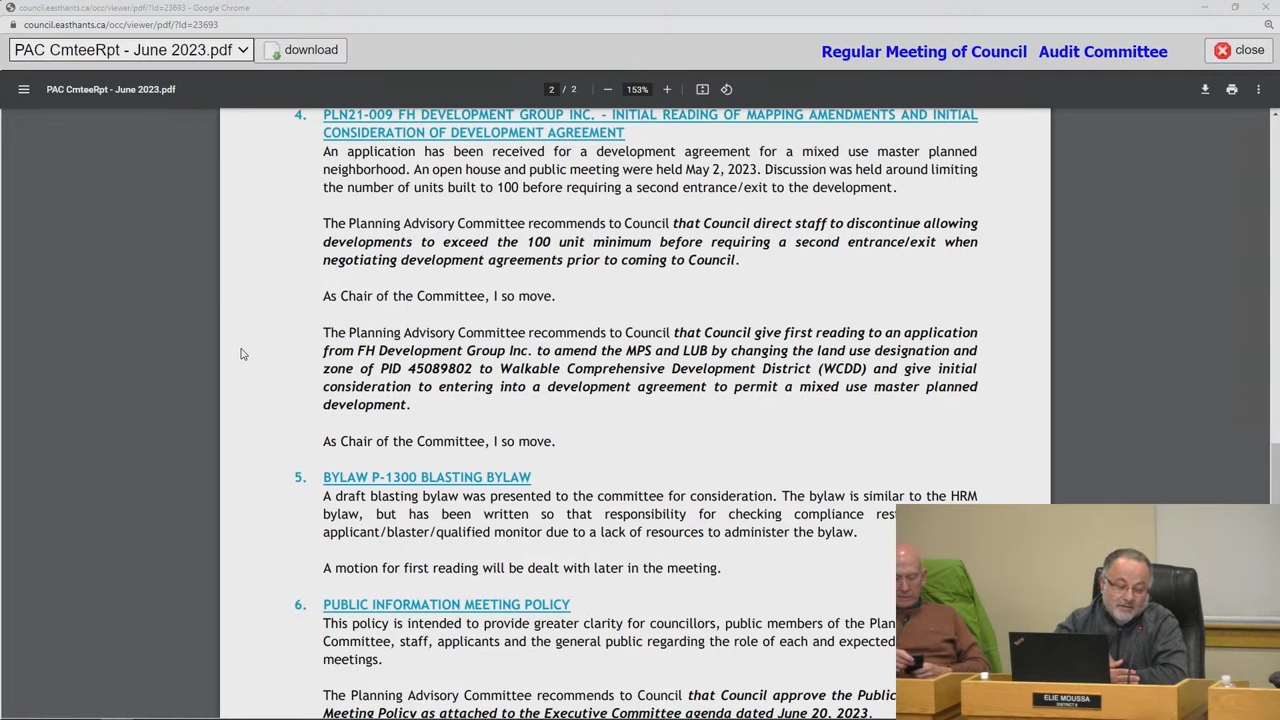 council.easthants.ca/occ/viewer/pdf/?Id=23693 - Google Chrome
council.easthants.ca/occ/viewer/pdf/?Id=23693
PAC CmteeRpt - June 2023.pdf
download
Regular Meeting of Council Audit Committee
close
PAC CmteeRpt - June 2023.pdf
2 / 2
153%
4. PLN21-009 FH DEVELOPMENT GROUP INC. - INITIAL READING OF MAPPING AMENDMENTS AND INITIAL
CONSIDERATION OF DEVELOPMENT AGREEMENT
An application has been received for a development agreement for a mixed use master planned
neighborhood. An open house and public meeting were held May 2, 2023. Discussion was held around limiting
the number of units built to 100 before requiring a second entrance/exit to the development.
The Planning Advisory Committee recommends to Council that Council direct staff to discontinue allowing
developments to exceed the 100 unit minimum before requiring a second entrance/exit when
negotiating development agreements prior to coming to Council.
As Chair of the Committee, I so move.
The Planning Advisory Committee recommends to Council that Council give first reading to an application
from FH Development Group Inc. to amend the MPS and LUB by changing the land use designation and
zone of PID 45089802 to Walkable Comprehensive Development District (WCDD) and give initial
consideration to entering into a development agreement to permit a mixed use master planned
development.
As Chair of the Committee, I so move.
5. BYLAW P-1300 BLASTING BYLAW
A draft blasting bylaw was presented to the committee for consideration. The bylaw is similar to the HRM
bylaw, but has been written so that responsibility for checking compliance res
applicant/blaster/qualified monitor due to a lack of resources to administer the bylaw.
A motion for first reading will be dealt with later in the meeting.
6. PUBLIC INFORMATION MEETING POLICY
This policy is intended to provide greater clarity for councillors, public members of the Plan
Committee, staff, applicants and the general public regarding the role of each and expected
meetings.
The Planning Advisory Committee recommends to Council that Council approve the Public
Meeting Policy as attached to the Executive Committee agenda dated June 20, 2023.
ELIE MOUSSA